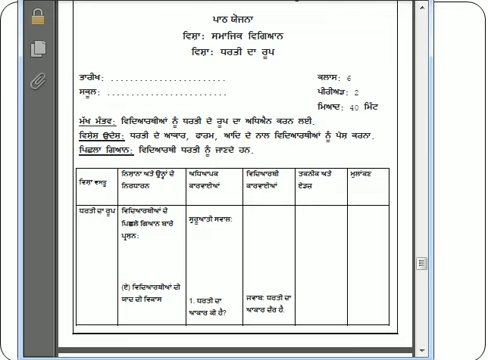 ਪਾਠ ਯੋਜਨਾ
ਵਿਸ਼ਾ: ਸਮਾਜਿਕ ਵਿਗਿਆਨ
ਵਿਸ਼ਾ: ਧਰਤੀ ਦਾ ਰੂਪ
ਤਾਰੀਖ: ........................ ਕਲਾਸ: 6
ਸਕੂਲ: ........................ ਪੀਰੀਅਡ: 2
ਮਿਆਦ: 40 ਮਿੰਟ
ਮੁੱਖ ਮੰਤਵ: ਵਿਦਿਆਰਥੀਆਂ ਨੂੰ ਧਰਤੀ ਦੇ ਰੂਪ ਦਾ ਅਧਿਐਨ ਕਰਨ ਲਈ.
ਵਿਸ਼ੇਸ਼ ਉਦੇਸ਼: ਧਰਤੀ ਦੇ ਆਕਾਰ, ਫਾਰਮ, ਆਦਿ ਦੇ ਨਾਲ ਵਿਦਿਆਰਥੀਆਂ ਨੂੰ ਪੇਸ਼ ਕਰਨਾ.
ਪਿਛਲਾ ਗਿਆਨ: ਵਿਦਿਆਰਥੀ ਧਰਤੀ ਨੂੰ ਜਾਣਦੇ ਹਨ.
ਵਿਸ਼ਾ ਵਸਤੂ
ਨਿਸ਼ਾਨਾ ਅਤੇ ਉਨ੍ਹਾਂ ਦੇ
ਨਿਰਧਾਰਨ
ਅਧਿਆਪਕ
ਕਾਰਵਾਈਆਂ
ਵਿਦਿਆਰਥੀ
ਕਾਰਵਾਈਆਂ
ਤਕਨੀਕ ਅਤੇ
ਏਡਜ਼
ਮੁਲਾਂਕਣ
ਧਰਤੀ ਦਾ ਰੂਪ
ਵਿਦਿਆਰਥੀਆਂ ਦੇ
ਪਿਛਲੇ ਗਿਆਨ ਬਾਰੇ
ਪ੍ਰਸ਼ਨ:
ਸ਼ੁਰੂਆਤੀ ਸਵਾਲ:
(ਏ) ਵਿਦਿਆਰਥੀਆਂ ਦੀ
ਯਾਦ ਦੀ ਵਿਕਾਸ
1. ਧਰਤੀ ਦਾ
ਆਕਾਰ ਕੀ ਹੈ?
ਜਵਾਬ: ਧਰਤੀ ਦਾ
ਆਕਾਰ ਦੌਰ ਹੈ.